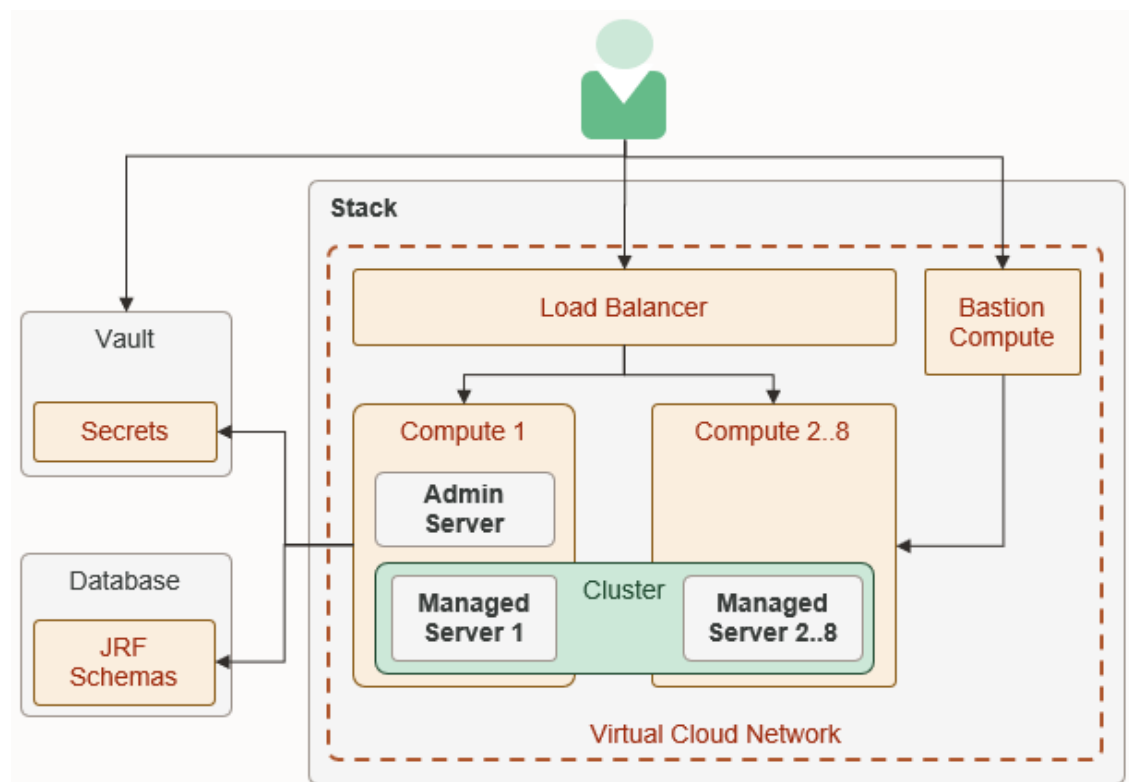 Stack
Load Balancer
Bastion
Compute
Vault
Secrets
Compute 1
Compute 2..8
Admin
Server
Database
JRF
Schemas
Cluster
Managed
Server 1
Managed
Server 2..8
Virtual Cloud Network